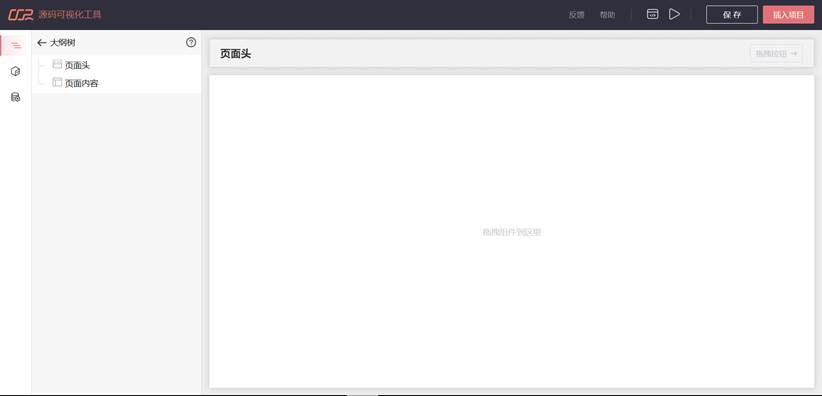 源码可视化工具
反馈 帮助 保存 插入项目
大纲树
页面头
页面内容
页面头 拖拽按钮
拖拽组件到这里